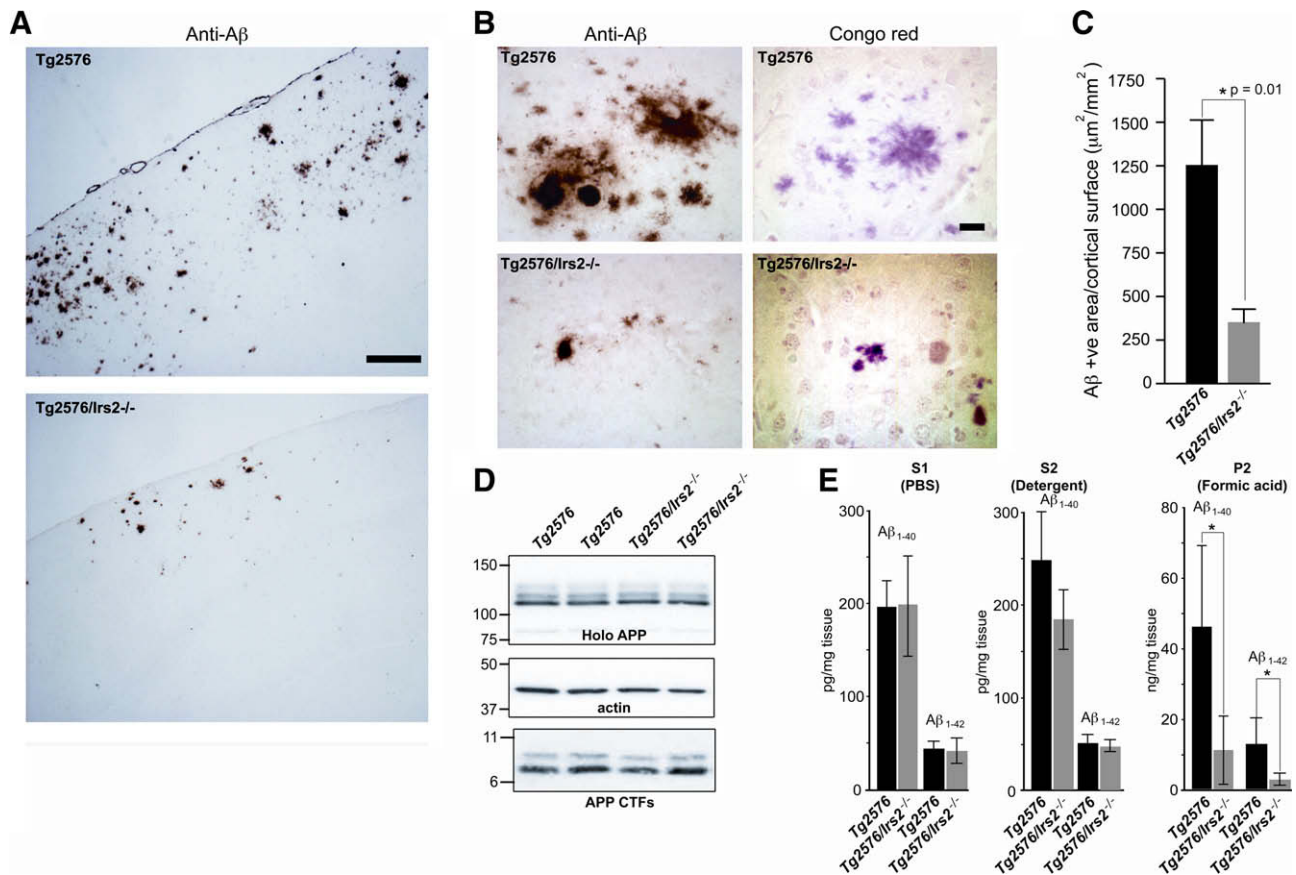 A
Anti-Aβ
Tg2576
Tg2576/Irs2-/-
B
Anti-Aβ
Congo red
Tg2576
Tg2576
Tg2576/Irs2-/-
Tg2576/Irs2-/-
C
Aβ +ve area/cortical surface (μm²/mm²)
1750
1500
1250
1000
750
500
250
0
* p = 0.01
Tg2576
Tg2576/Irs2⁻/⁻
D
Tg2576
Tg2576
Tg2576/Irs2⁻/⁻
Tg2576/Irs2⁻/⁻
150
100
75
Holo APP
50
37
actin
11
6
APP CTFs
E
S1
(PBS)
pg/mg tissue
300
200
100
0
Aβ₁₋₄₀
Aβ₁₋₄₂
Tg2576
Tg2576/Irs2⁻/⁻
Tg2576
Tg2576/Irs2⁻/⁻
S2
(Detergent)
pg/mg tissue
300
200
100
0
Aβ₁₋₄₀
Aβ₁₋₄₂
Tg2576
Tg2576/Irs2⁻/⁻
Tg2576
Tg2576/Irs2⁻/⁻
P2
(Formic acid)
ng/mg tissue
80
60
40
20
0
Aβ₁₋₄₀
*
Aβ₁₋₄₂
*
Tg2576
Tg2576/Irs2⁻/⁻
Tg2576
Tg2576/Irs2⁻/⁻